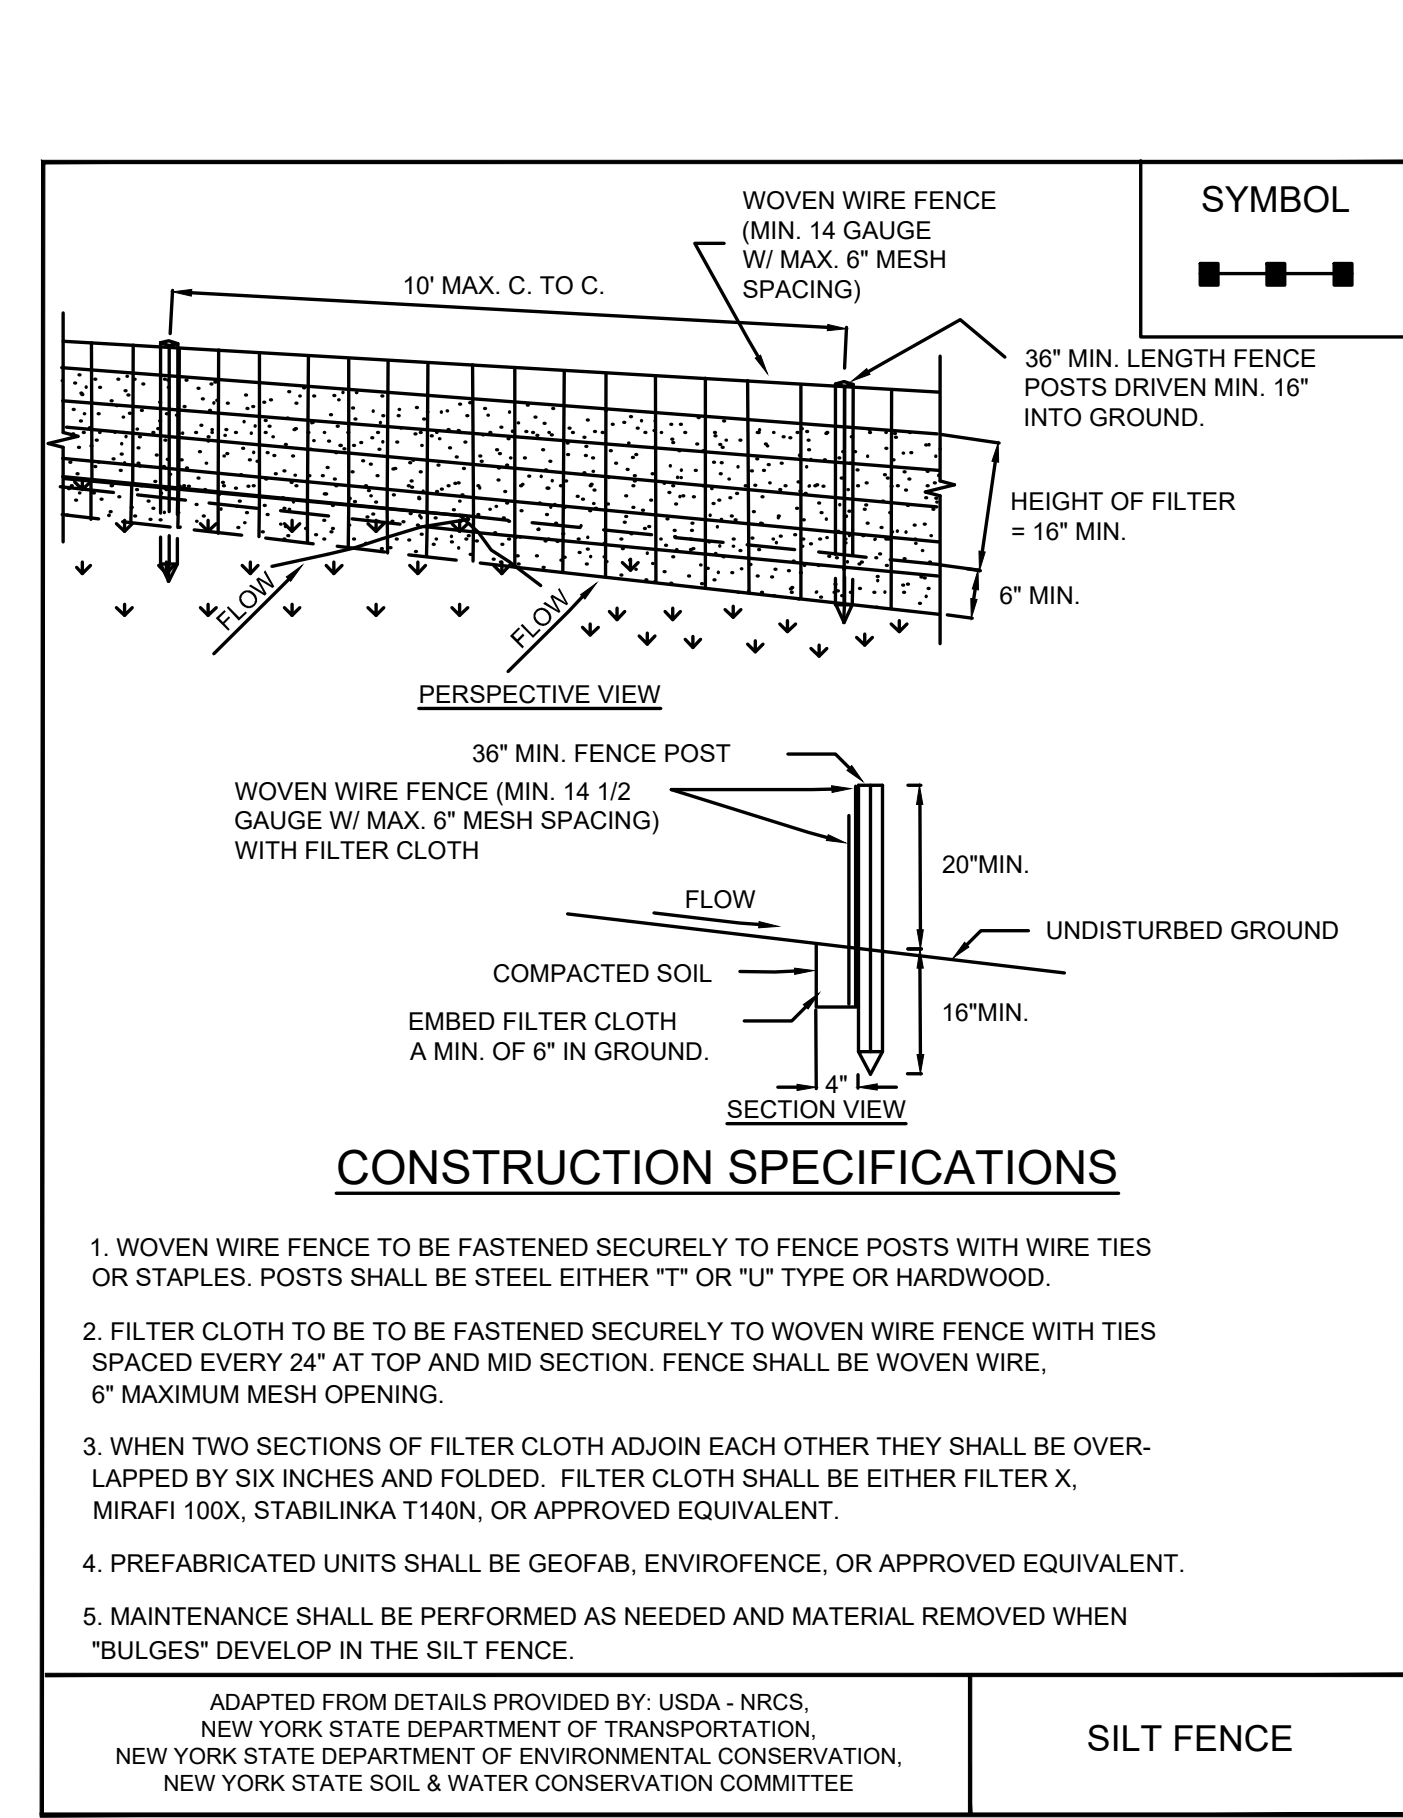 WOVEN WIRE FENCE
(MIN. 14 GAUGE
W/ MAX. 6" MESH
SPACING)
SYMBOL
10' MAX. C. TO C.
36" MIN. LENGTH FENCE
POSTS DRIVEN MIN. 16"
INTO GROUND.
HEIGHT OF FILTER
= 16" MIN.
6" MIN.
FLOW
FLOW
PERSPECTIVE VIEW
36" MIN. FENCE POST
WOVEN WIRE FENCE (MIN. 14 1/2
GAUGE W/ MAX. 6" MESH SPACING)
WITH FILTER CLOTH
20"MIN.
FLOW
UNDISTURBED GROUND
COMPACTED SOIL
EMBED FILTER CLOTH
A MIN. OF 6" IN GROUND.
16"MIN.
4"
SECTION VIEW
CONSTRUCTION SPECIFICATIONS
1. WOVEN WIRE FENCE TO BE FASTENED SECURELY TO FENCE POSTS WITH WIRE TIES
OR STAPLES. POSTS SHALL BE STEEL EITHER "T" OR "U" TYPE OR HARDWOOD.
2. FILTER CLOTH TO BE TO BE FASTENED SECURELY TO WOVEN WIRE FENCE WITH TIES
SPACED EVERY 24" AT TOP AND MID SECTION. FENCE SHALL BE WOVEN WIRE,
6" MAXIMUM MESH OPENING.
3. WHEN TWO SECTIONS OF FILTER CLOTH ADJOIN EACH OTHER THEY SHALL BE OVER-
LAPPED BY SIX INCHES AND FOLDED. FILTER CLOTH SHALL BE EITHER FILTER X,
MIRAFI 100X, STABILINKA T140N, OR APPROVED EQUIVALENT.
4. PREFABRICATED UNITS SHALL BE GEOFAB, ENVIROFENCE, OR APPROVED EQUIVALENT.
5. MAINTENANCE SHALL BE PERFORMED AS NEEDED AND MATERIAL REMOVED WHEN
"BULGES" DEVELOP IN THE SILT FENCE.
ADAPTED FROM DETAILS PROVIDED BY: USDA - NRCS,
NEW YORK STATE DEPARTMENT OF TRANSPORTATION,
NEW YORK STATE DEPARTMENT OF ENVIRONMENTAL CONSERVATION,
NEW YORK STATE SOIL & WATER CONSERVATION COMMITTEE
SILT FENCE